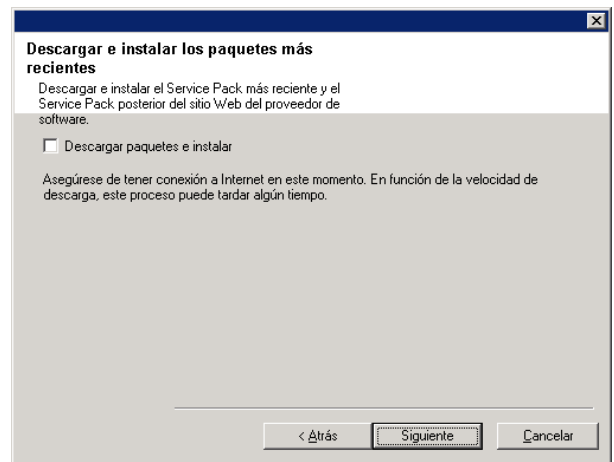 Descargar e instalar los paquetes más
recientes
Descargar e instalar el Service Pack más reciente y el
Service Pack posterior del sitio Web del proveedor de
software.
Descargar paquetes e instalar
Asegúrese de tener conexión a Internet en este momento. En función de la velocidad de
descarga, este proceso puede tardar algún tiempo.
< Atrás Siguiente Cancelar